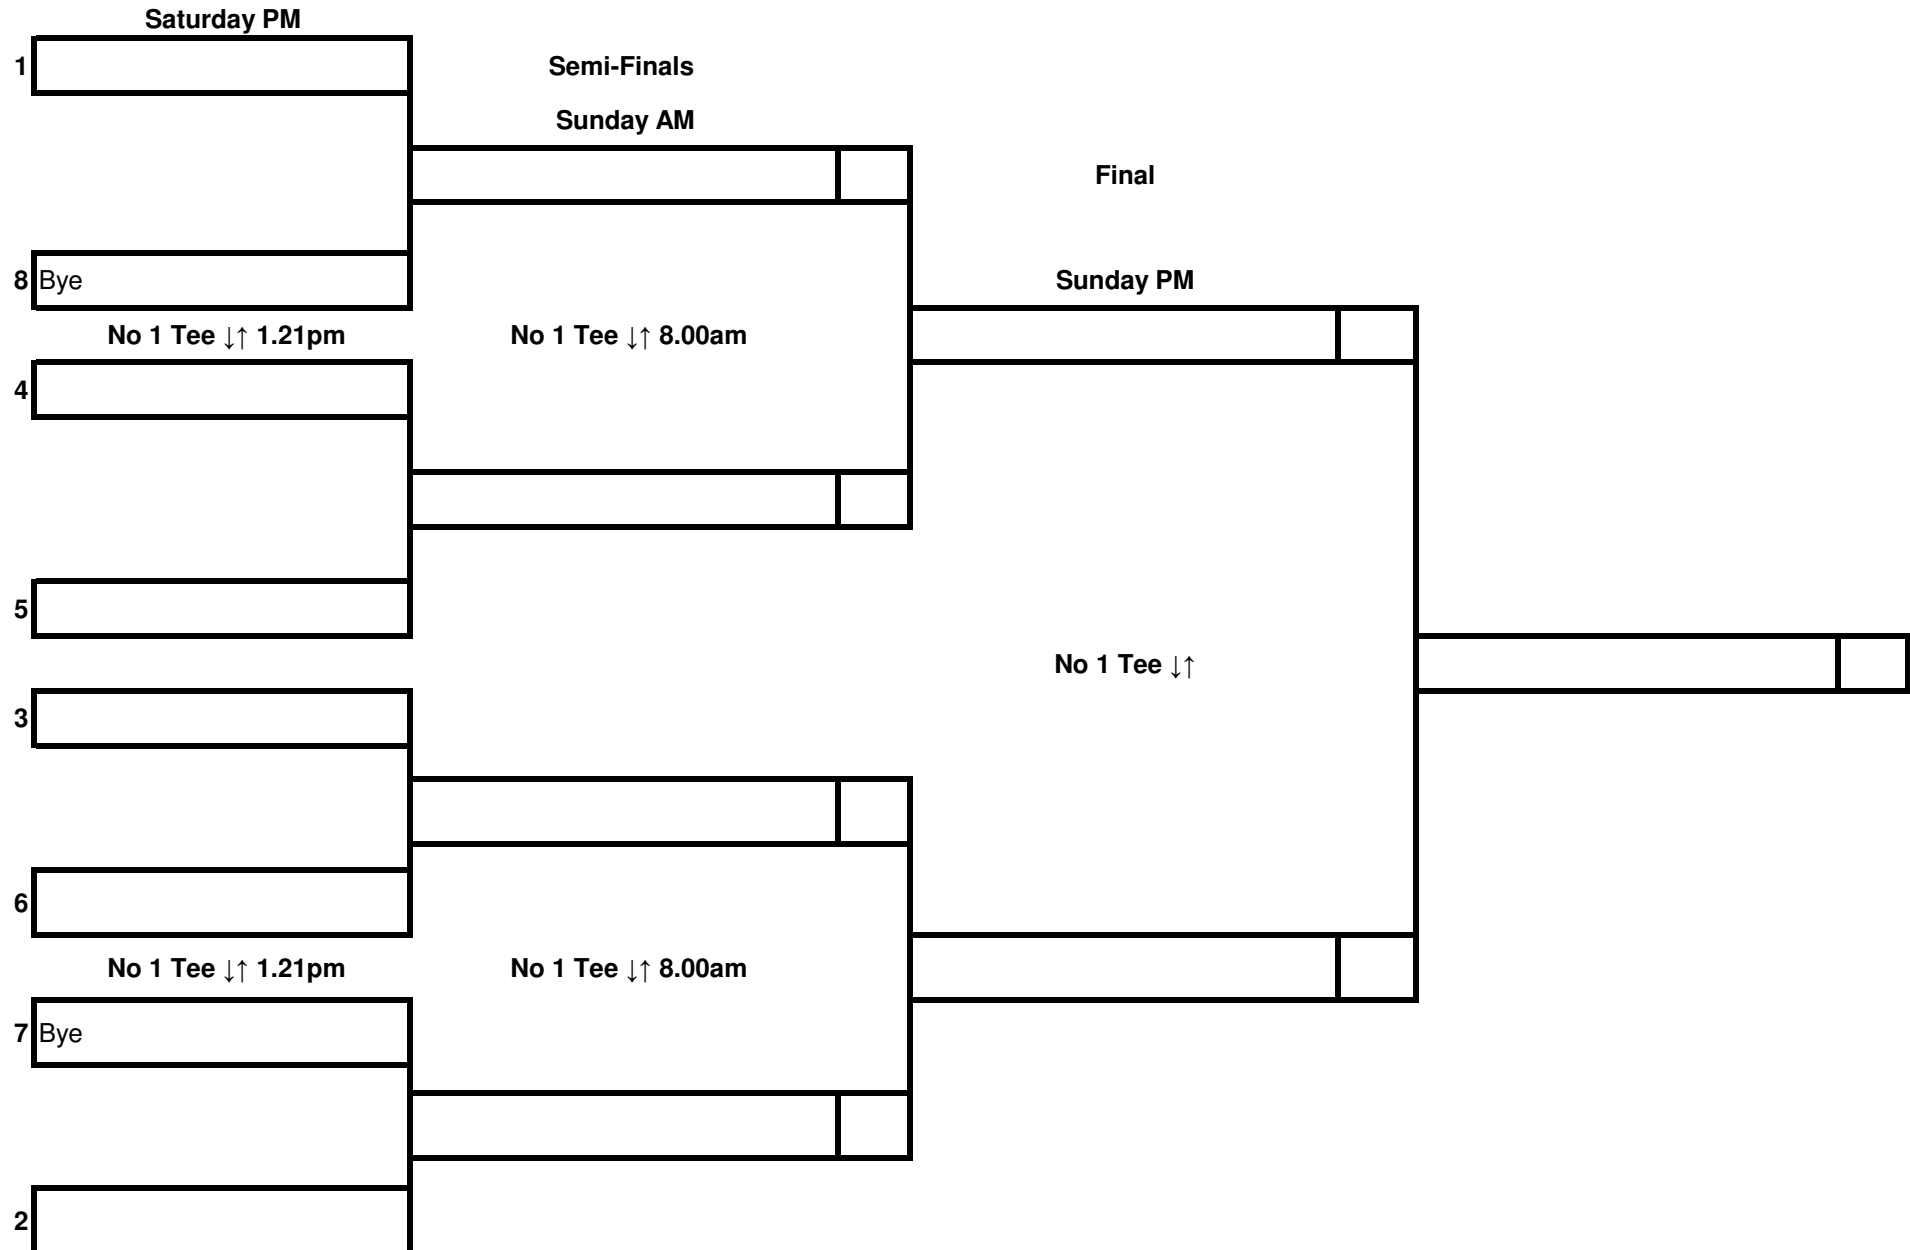 Saturday PM
1
Semi-Finals
Sunday AM
Final
8 Bye
Sunday PM
No 1 Tee ↓↑ 1.21pm
No 1 Tee ↓↑ 8.00am
4
5
No 1 Tee ↓↑
3
6
No 1 Tee ↓↑ 1.21pm
No 1 Tee ↓↑ 8.00am
7 Bye
2